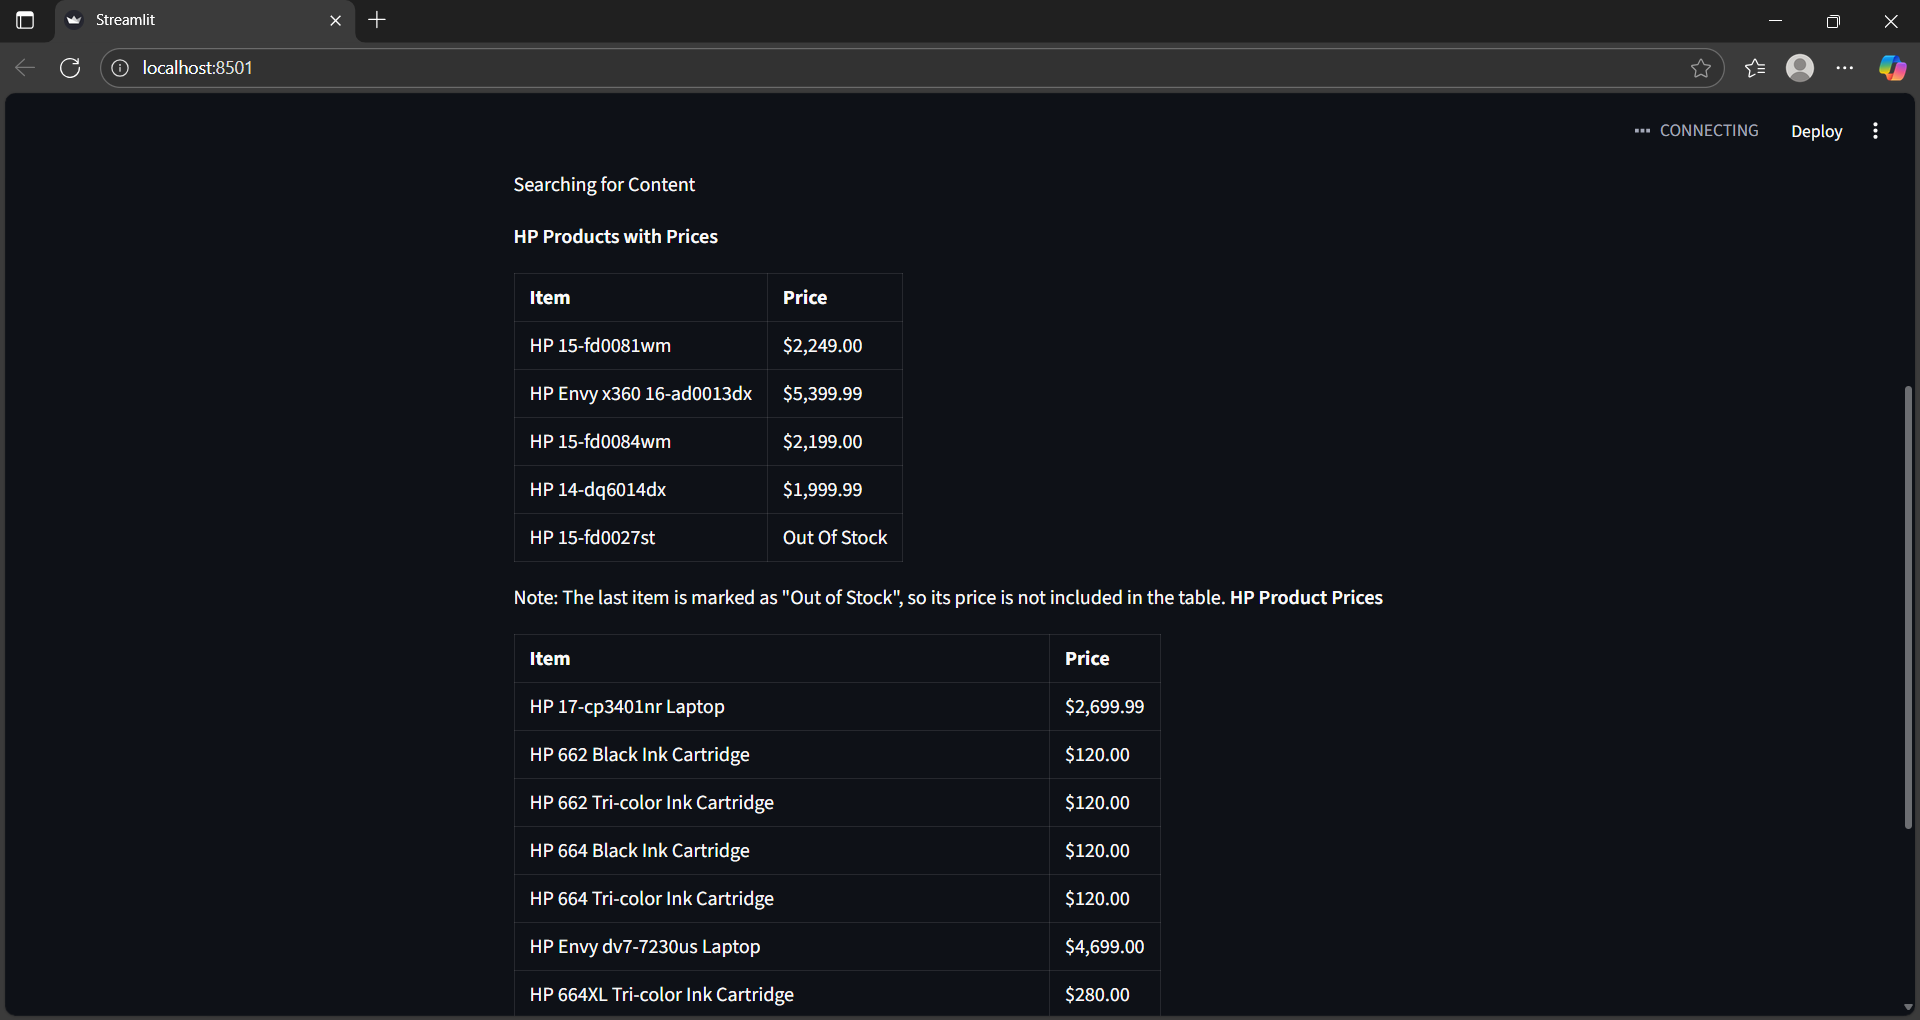 Streamlit
localhost:8501
CONNECTING Deploy
Searching for Content
HP Products with Prices
Item Price
HP 15-fd0081wm $2,249.00
HP Envy x360 16-ad0013dx $5,399.99
HP 15-fd0084wm $2,199.00
HP 14-dq6014dx $1,999.99
HP 15-fd0027st Out Of Stock
Note: The last item is marked as "Out of Stock", so its price is not included in the table. HP Product Prices
Item Price
HP 17-cp3401nr Laptop $2,699.99
HP 662 Black Ink Cartridge $120.00
HP 662 Tri-color Ink Cartridge $120.00
HP 664 Black Ink Cartridge $120.00
HP 664 Tri-color Ink Cartridge $120.00
HP Envy dv7-7230us Laptop $4,699.00
HP 664XL Tri-color Ink Cartridge $280.00